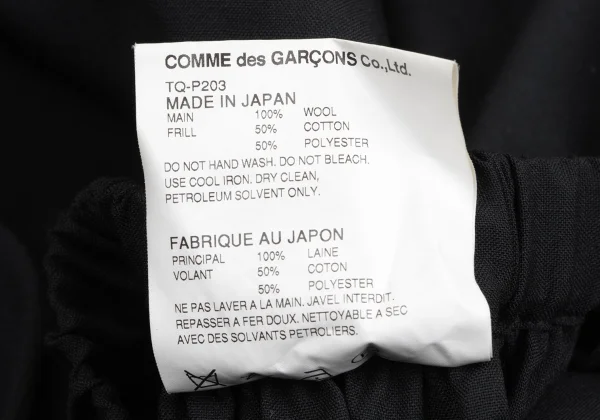 COMME des GARÇONS Co.,Ltd.
TQ-P203
MADE IN JAPAN
MAIN 100% WOOL
FRILL 50% COTTON
50% POLYESTER
DO NOT HAND WASH. DO NOT BLEACH.
USE COOL IRON. DRY CLEAN,
PETROLEUM SOLVENT ONLY.
FABRIQUE AU JAPON
PRINCIPAL 100% LAINE
VOLANT 50% COTON
50% POLYESTER
NE PAS LAVER A LA MAIN. JAVEL INTERDIT.
REPASSER A FER DOUX. NETTOYABLE A SEC
AVEC DES SOLVANTS PETROLIERS.